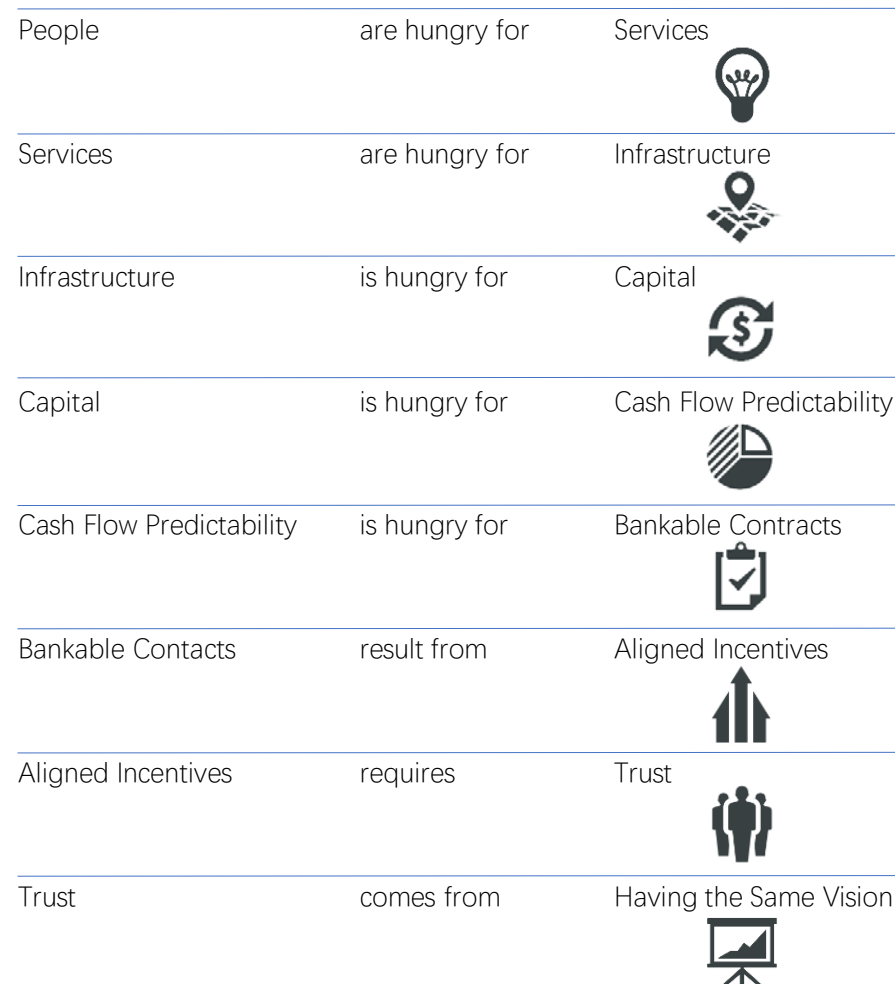 People are hungry for Services
Services are hungry for Infrastructure
Infrastructure is hungry for Capital
$
Capital is hungry for Cash Flow Predictability
Cash Flow Predictability is hungry for Bankable Contracts
Bankable Contacts result from Aligned Incentives
Aligned Incentives requires Trust
Trust comes from Having the Same Vision